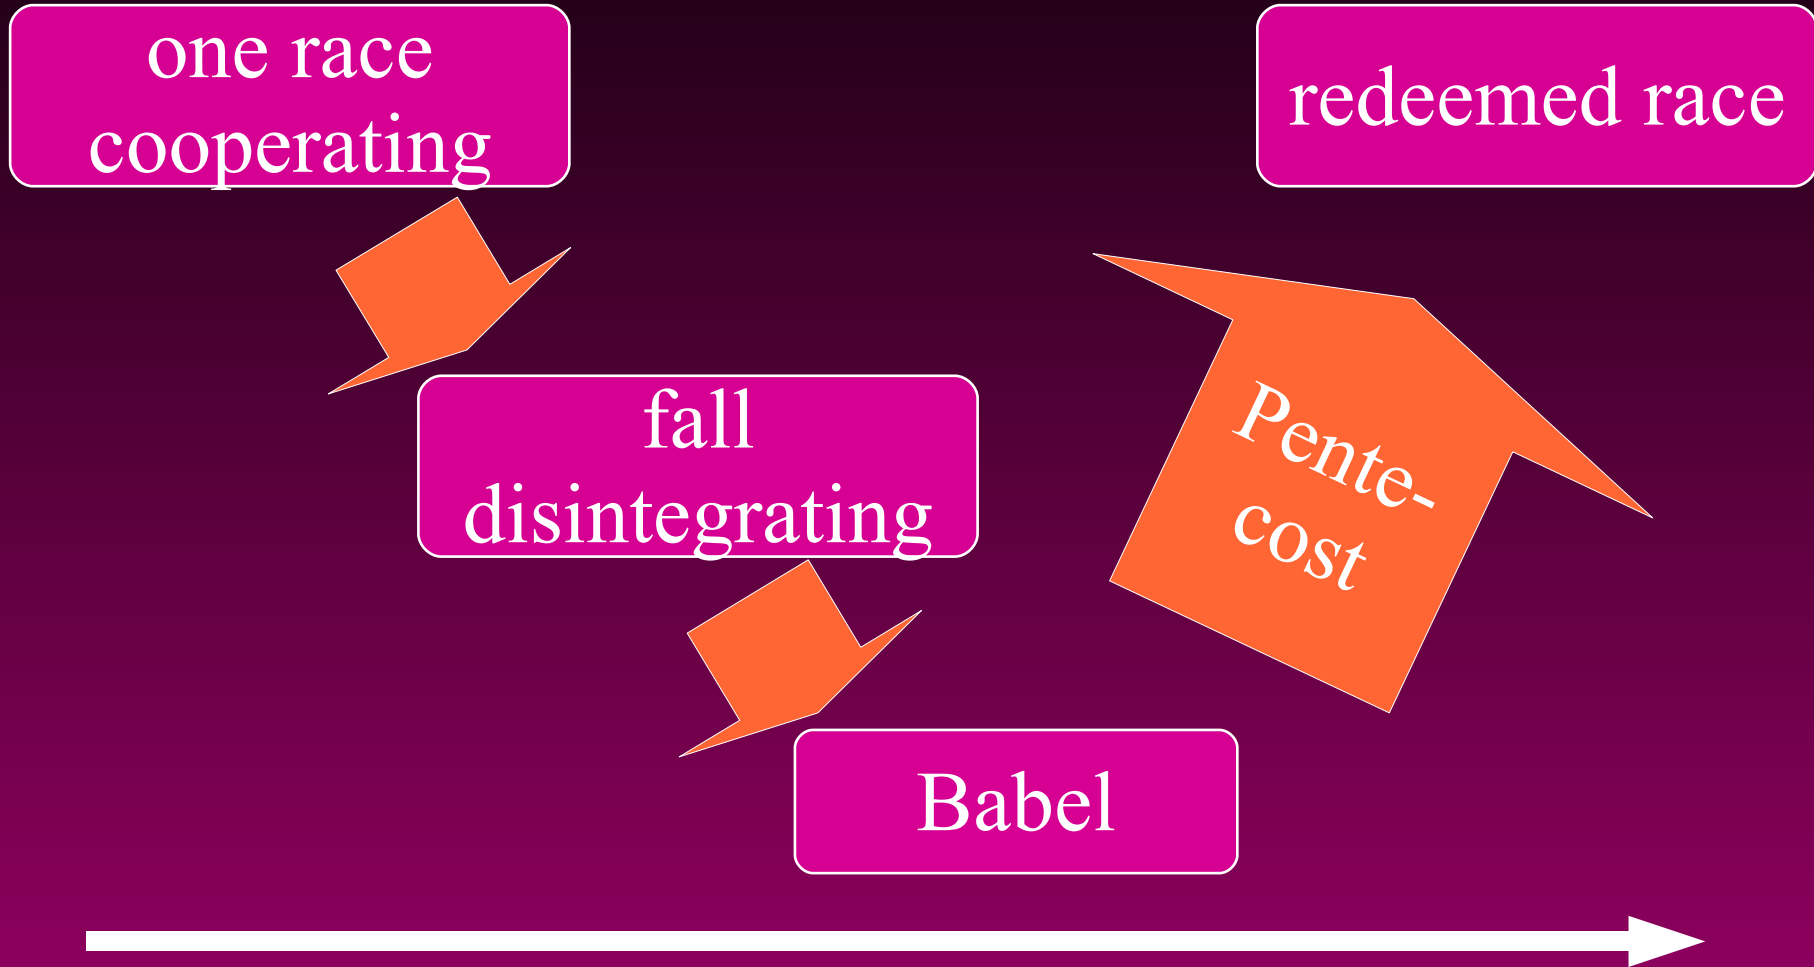 one race
cooperating
redeemed race
fall
disintegrating
Pente-
cost
Babel